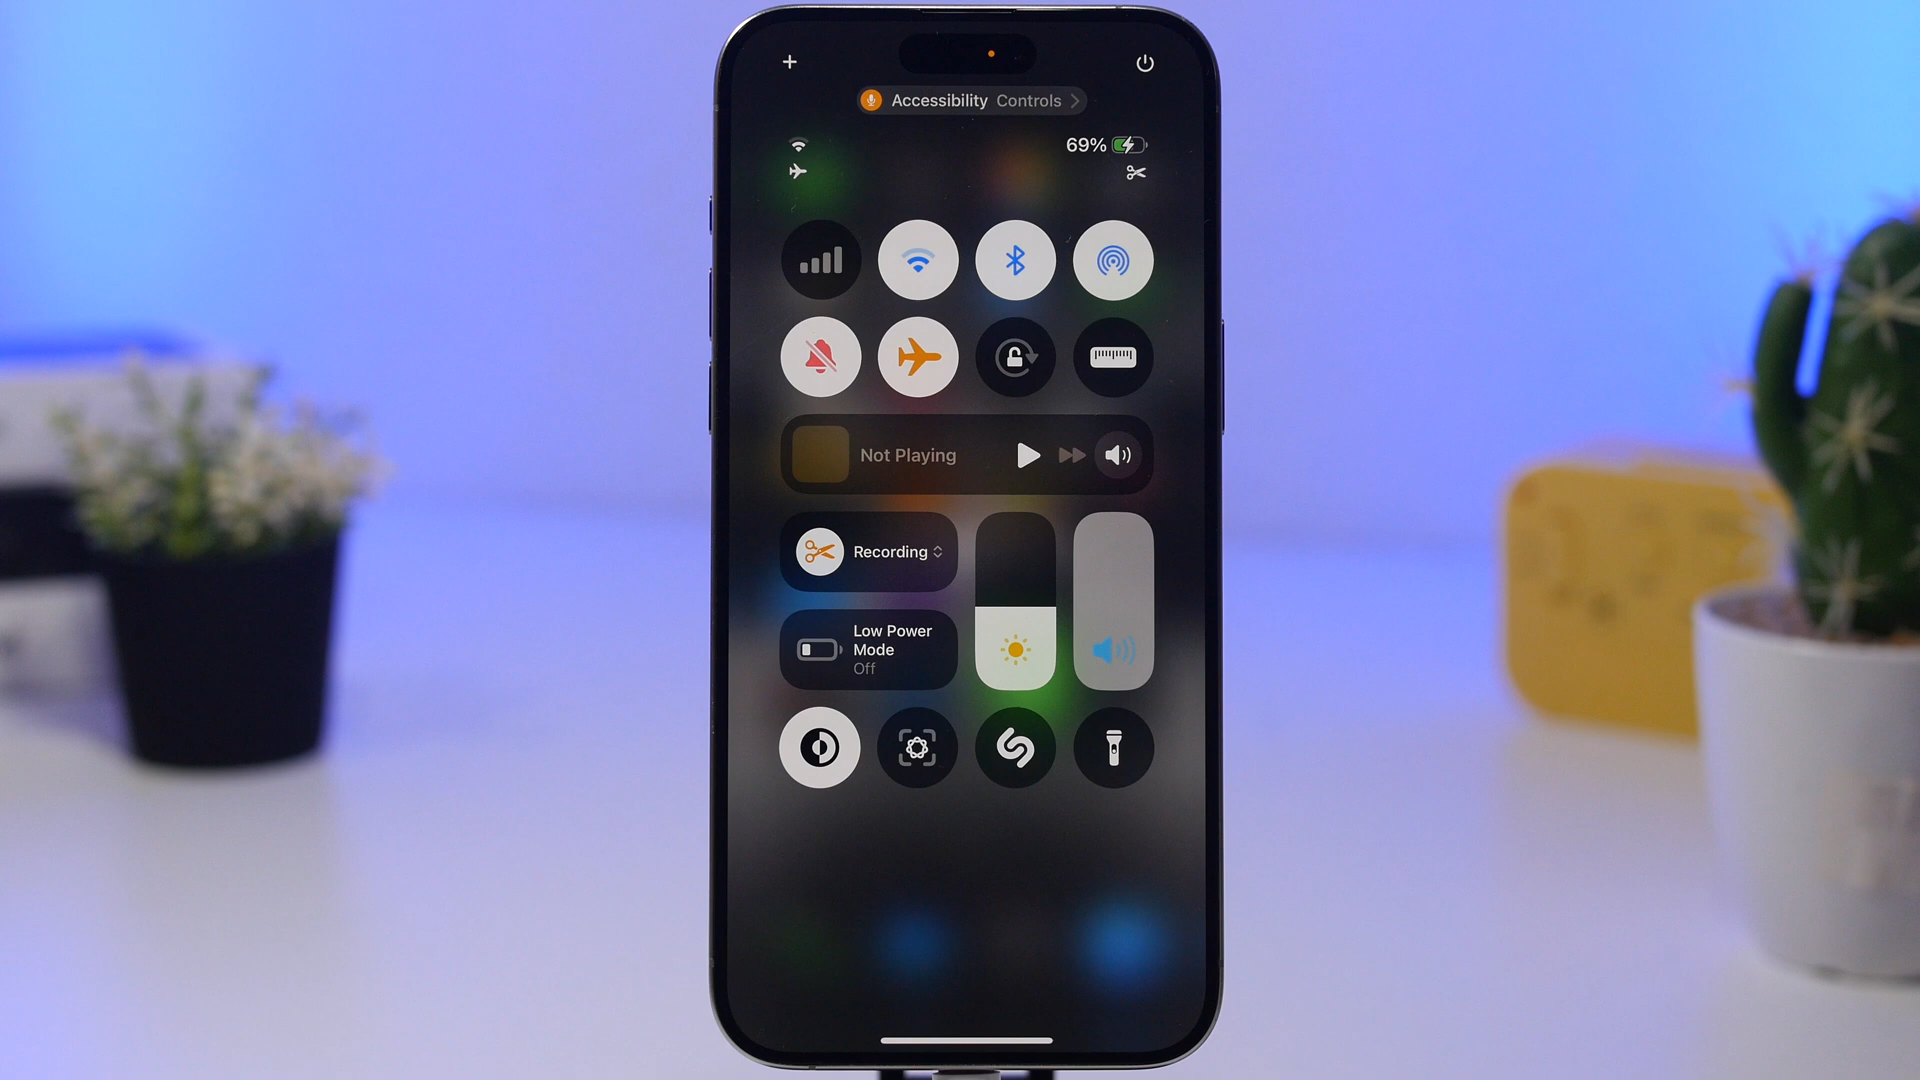 Accessibility Controls
69%
Not Playing
Recording
Low Power
Mode
Off